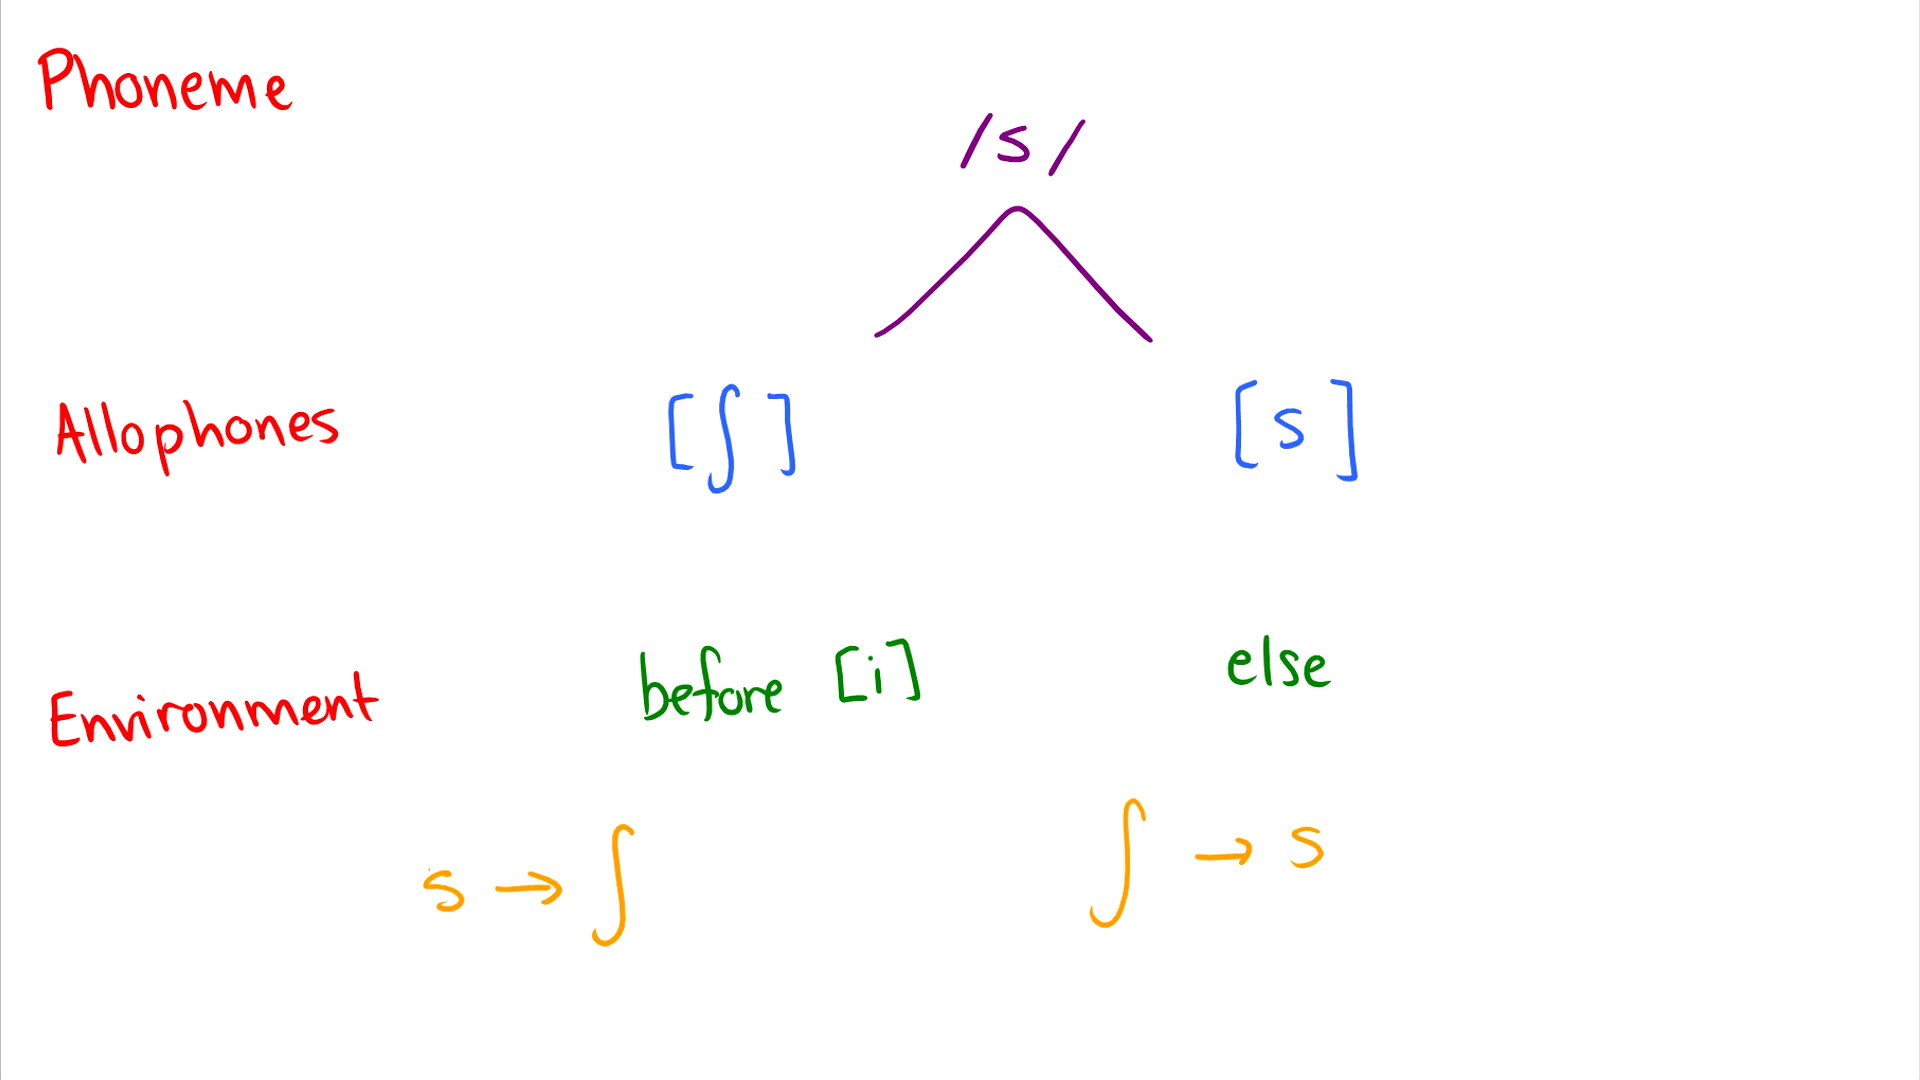 Phoneme
/s/
Allophones [ʃ] [s]
Environment before [i] else
s → ʃ ʃ → s